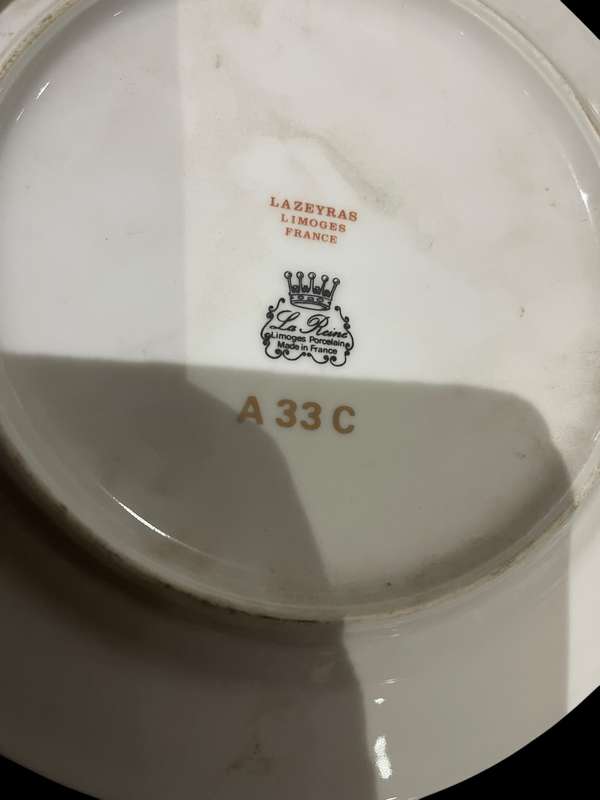 LAZEYRAS
LIMOGES
FRANCE
La Reine
Limoges Porcelain
Made in France
A 33 C